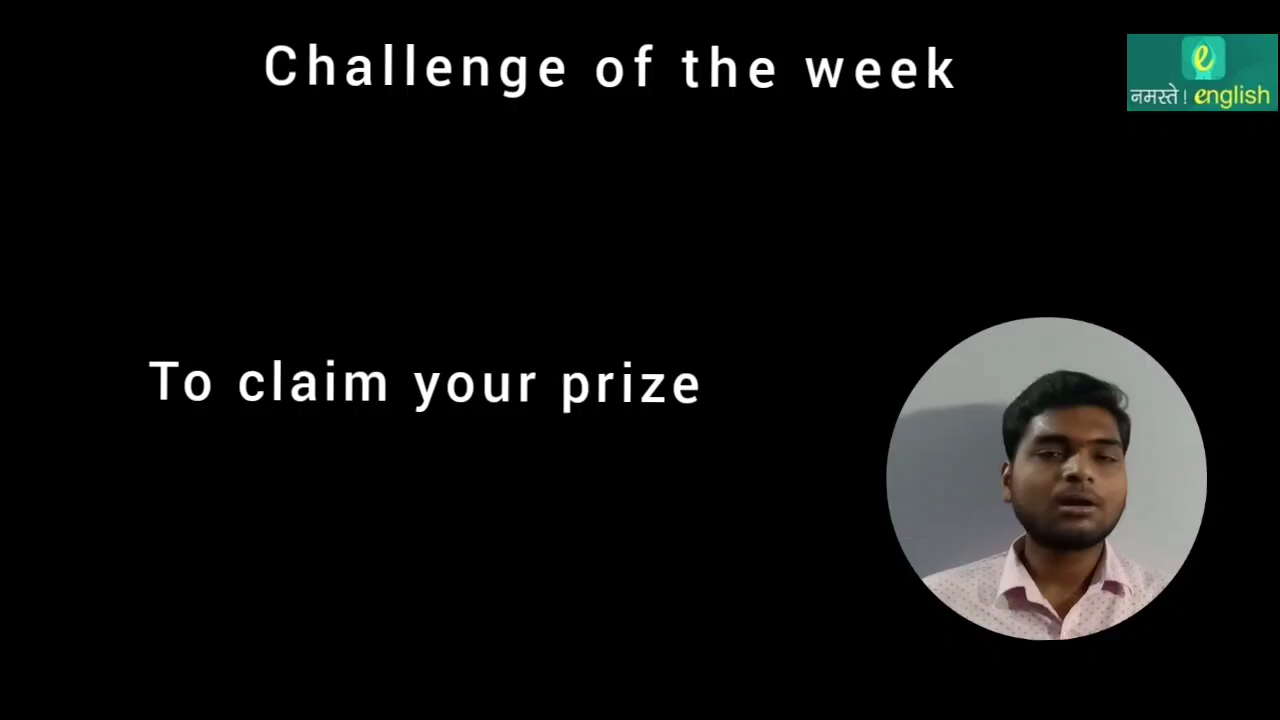 Challenge of the week
e
नमस्ते ! english
To claim your prize